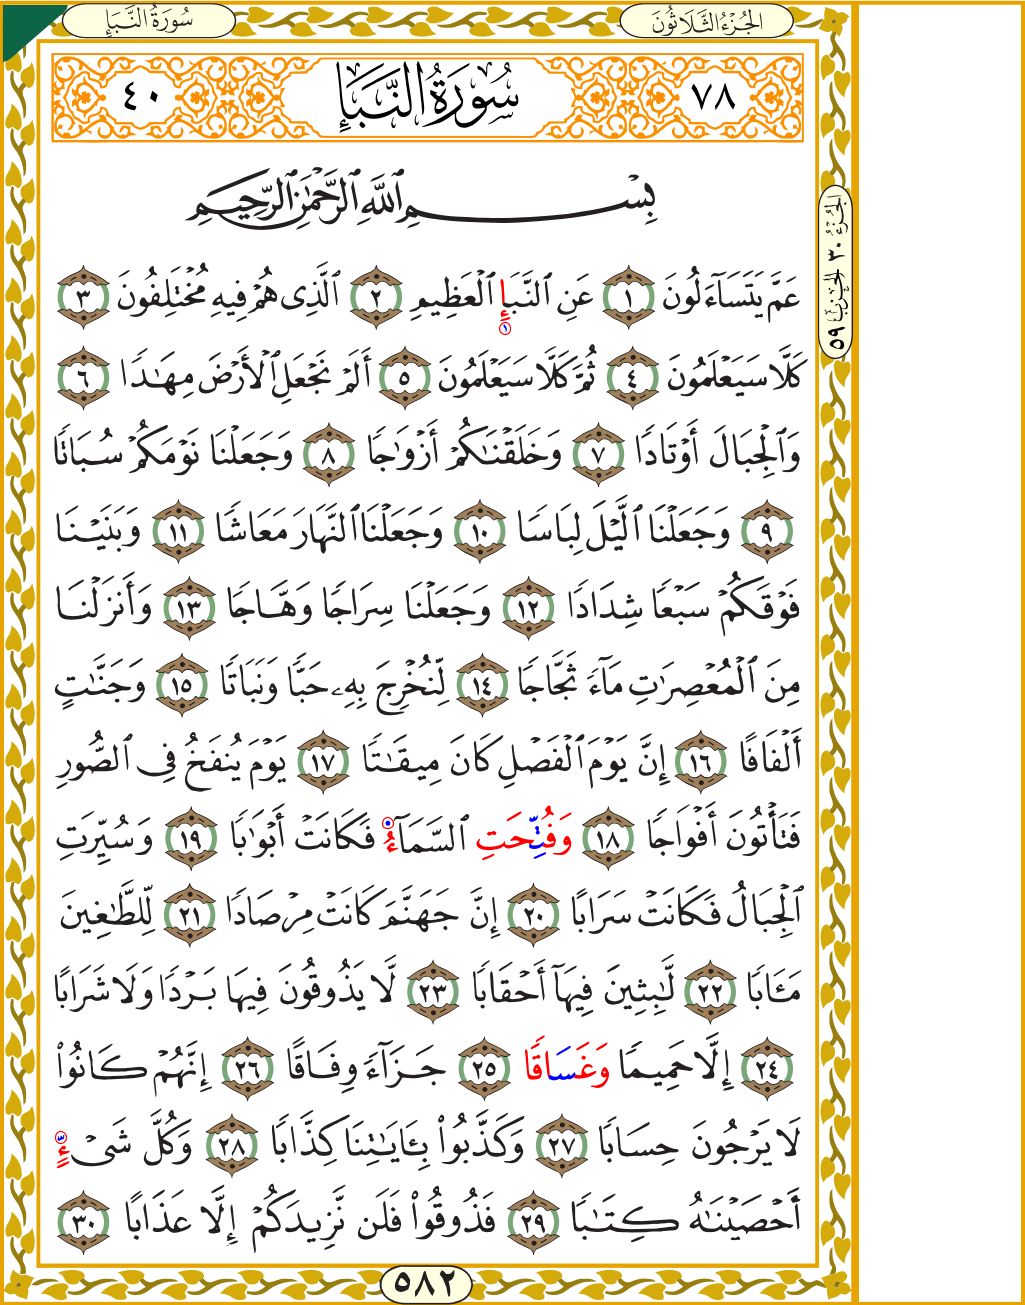 سُورَةُ النَّبَإِ
الجُزْءُ الثَّلَاثُونَ
٧٨
سُورَةُ النَّبَإِ
٤٠
بِسْمِ ٱللَّهِ ٱلرَّحْمَٰنِ ٱلرَّحِيمِ
عَمَّ يَتَسَآءَلُونَ ١ عَنِ ٱلنَّبَإِ ٱلْعَظِيمِ ٢ ٱلَّذِى هُمْ فِيهِ مُخْتَلِفُونَ ٣
١
كَلَّا سَيَعْلَمُونَ ٤ ثُمَّ كَلَّا سَيَعْلَمُونَ ٥ أَلَمْ نَجْعَلِ ٱلْأَرْضَ مِهَٰدًا ٦
وَٱلْجِبَالَ أَوْتَادًا ٧ وَخَلَقْنَٰكُمْ أَزْوَٰجًا ٨ وَجَعَلْنَا نَوْمَكُمْ سُبَاتًا
٩ وَجَعَلْنَا ٱلَّيْلَ لِبَاسًا ١٠ وَجَعَلْنَا ٱلنَّهَارَ مَعَاشًا ١١ وَبَنَيْنَا
فَوْقَكُمْ سَبْعًا شِدَادًا ١٢ وَجَعَلْنَا سِرَاجًا وَهَّاجًا ١٣ وَأَنزَلْنَا
مِنَ ٱلْمُعْصِرَٰتِ مَآءً ثَجَّاجًا ١٤ لِّنُخْرِجَ بِهِۦ حَبًّا وَنَبَاتًا ١٥ وَجَنَّٰتٍ
أَلْفَافًا ١٦ إِنَّ يَوْمَ ٱلْفَصْلِ كَانَ مِيقَٰتًا ١٧ يَوْمَ يُنفَخُ فِى ٱلصُّورِ
فَتَأْتُونَ أَفْوَاجًا ١٨ وَفُتِّحَتِ ٱلسَّمَآءُ فَكَانَتْ أَبْوَٰبًا ١٩ وَسُيِّرَتِ
ٱلْجِبَالُ فَكَانَتْ سَرَابًا ٢٠ إِنَّ جَهَنَّمَ كَانَتْ مِرْصَادًا ٢١ لِّلطَّٰغِينَ
مَـَٔابًا ٢٢ لَّٰبِثِينَ فِيهَآ أَحْقَابًا ٢٣ لَّا يَذُوقُونَ فِيهَا بَرْدًا وَلَا شَرَابًا
٢٤ إِلَّا حَمِيمًا وَغَسَاقًا ٢٥ جَزَآءً وِفَاقًا ٢٦ إِنَّهُمْ كَانُوا۟
لَا يَرْجُونَ حِسَابًا ٢٧ وَكَذَّبُوا۟ بِـَٔايَٰتِنَا كِذَّابًا ٢٨ وَكُلَّ شَىْءٍ
أَحْصَيْنَٰهُ كِتَٰبًا ٢٩ فَذُوقُوا۟ فَلَن نَّزِيدَكُمْ إِلَّا عَذَابًا ٣٠
٥٨٢
الجُزْءُ ٣٠ الحِزْبُ ٥٩